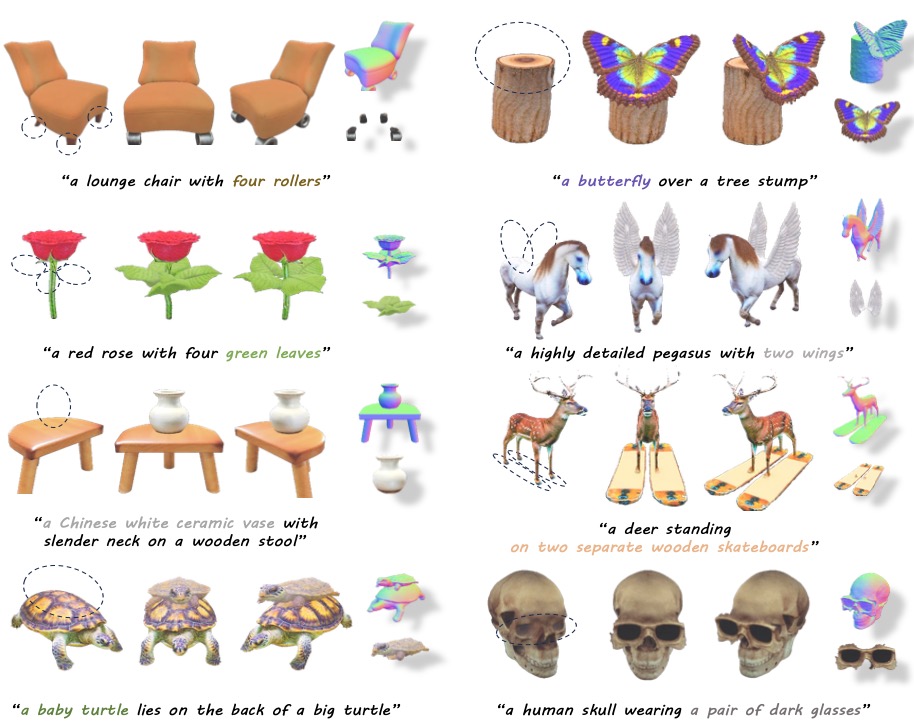 “a lounge chair with four rollers”
“a butterfly over a tree stump”
“a red rose with four green leaves”
“a highly detailed pegasus with two wings”
“a Chinese white ceramic vase with
slender neck on a wooden stool”
“a deer standing
on two separate wooden skateboards”
“a baby turtle lies on the back of a big turtle”
“a human skull wearing a pair of dark glasses”